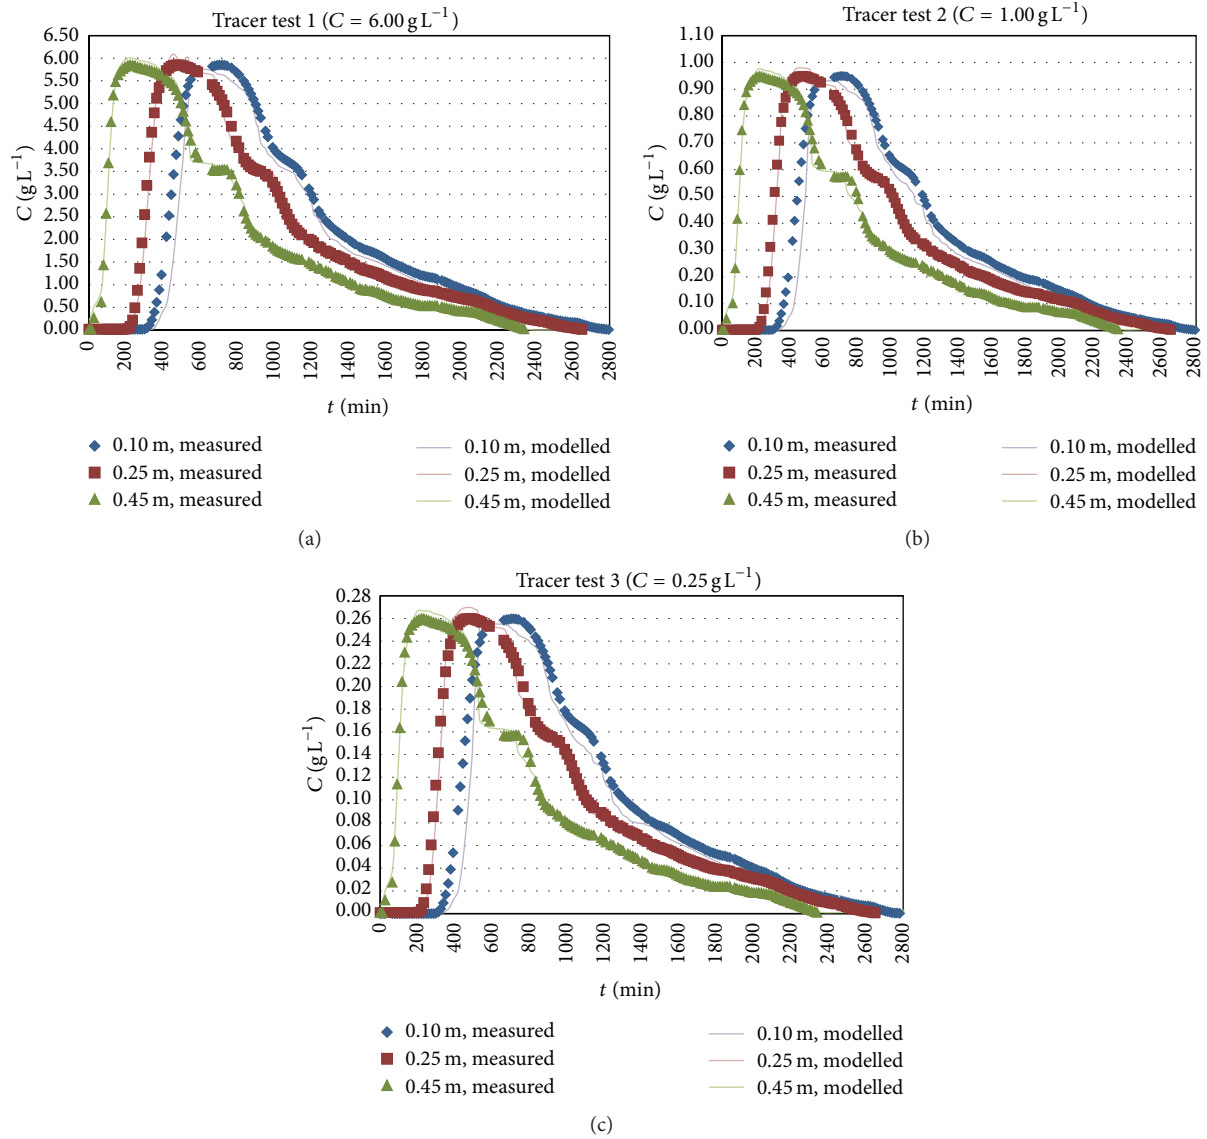 Tracer test 1 (C = 6.00 g L⁻¹)
6.50
6.00
5.50
5.00
4.50
4.00
3.50
3.00
2.50
2.00
1.50
1.00
0.50
0.00
C (g L⁻¹)
0 200 400 600 800 1000 1200 1400 1600 1800 2000 2200 2400 2600 2800
t (min)
0.10 m, measured
0.25 m, measured
0.45 m, measured
0.10 m, modelled
0.25 m, modelled
0.45 m, modelled
(a)
Tracer test 2 (C = 1.00 g L⁻¹)
1.10
1.00
0.90
0.80
0.70
0.60
0.50
0.40
0.30
0.20
0.10
0.00
C (g L⁻¹)
0 200 400 600 800 1000 1200 1400 1600 1800 2000 2200 2400 2600 2800
t (min)
0.10 m, measured
0.25 m, measured
0.45 m, measured
0.10 m, modelled
0.25 m, modelled
0.45 m, modelled
(b)
Tracer test 3 (C = 0.25 g L⁻¹)
0.28
0.26
0.24
0.22
0.20
0.18
0.16
0.14
0.12
0.10
0.08
0.06
0.04
0.02
0.00
C (g L⁻¹)
0 200 400 600 800 1000 1200 1400 1600 1800 2000 2200 2400 2600 2800
t (min)
0.10 m, measured
0.25 m, measured
0.45 m, measured
0.10 m, modelled
0.25 m, modelled
0.45 m, modelled
(c)